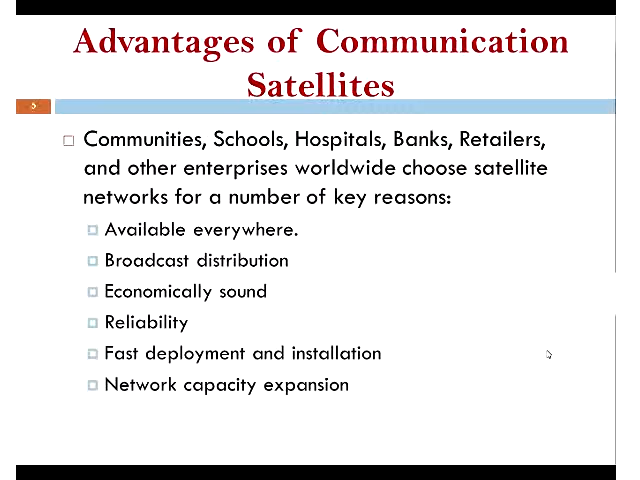 Advantages of Communication
Satellites
5
Communities, Schools, Hospitals, Banks, Retailers,
and other enterprises worldwide choose satellite
networks for a number of key reasons:
Available everywhere.
Broadcast distribution
Economically sound
Reliability
Fast deployment and installation
Network capacity expansion